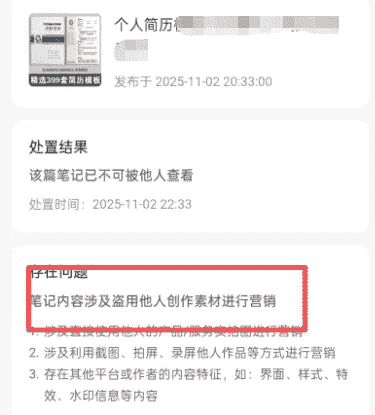 个人简历
精选399套简历模板
发布于 2025-11-02 20:33:00
处置结果
该篇笔记已不可被他人查看
处置时间：2025-11-02 22:33
存在问题
笔记内容涉及盗用他人创作素材进行营销
1. 涉及直接使用他人的产品/服务实拍图进行营销
2. 涉及利用截图、拍屏、录屏他人作品等方式进行营销
3. 存在其他平台或作者的内容特征，如：界面、样式、特
效、水印信息等内容